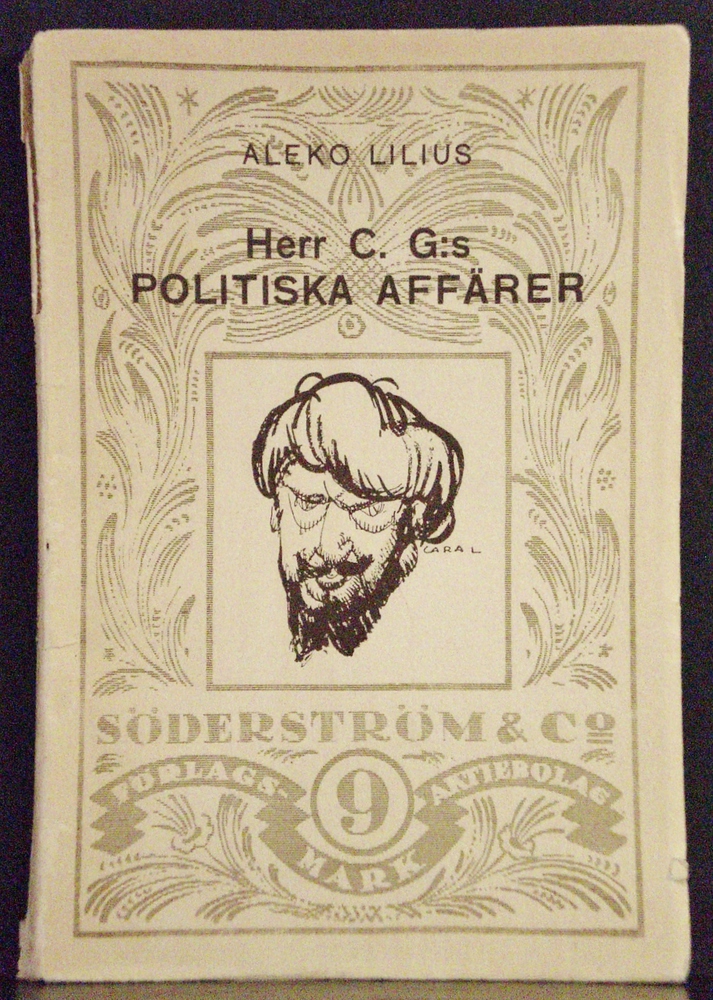 ALEKO LILIUS
Herr C. G:s
POLITISKA AFFÄRER
CARAL
SÖDERSTRÖM & Cº
FÖRLAGS- 9 AKTIEBOLAG
MARK